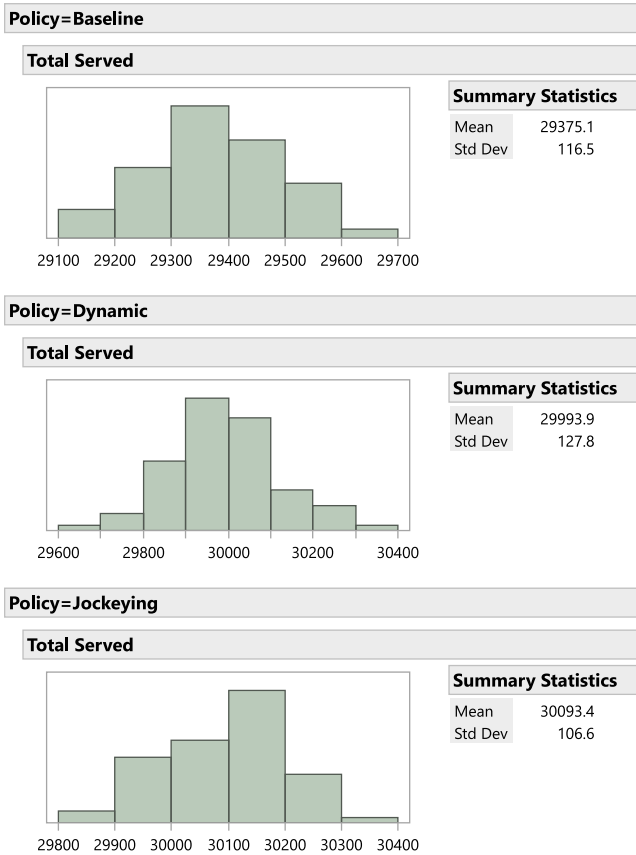 Policy=Baseline
Total Served
Summary Statistics
Mean 29375.1
Std Dev 116.5
29100 29200 29300 29400 29500 29600 29700
Policy=Dynamic
Total Served
Summary Statistics
Mean 29993.9
Std Dev 127.8
29600 29800 30000 30200 30400
Policy=Jockeying
Total Served
Summary Statistics
Mean 30093.4
Std Dev 106.6
29800 29900 30000 30100 30200 30300 30400